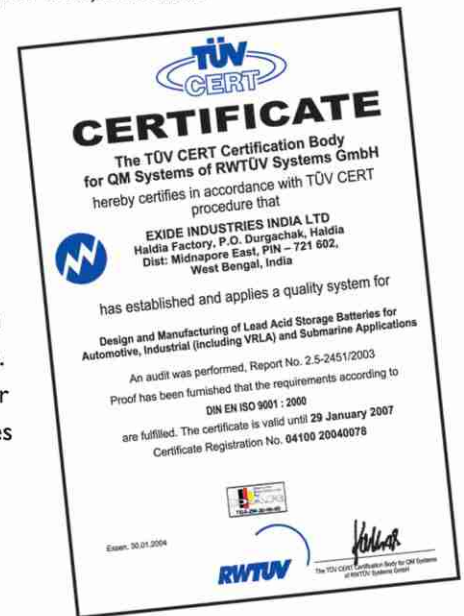 TÜV
CERT
CERTIFICATE
The TÜV CERT Certification Body
for QM Systems of RWTÜV Systems GmbH
hereby certifies in accordance with TÜV CERT
procedure that
EXIDE INDUSTRIES INDIA LTD
Haldia Factory, P.O. Durgachak, Haldia
Dist: Midnapore East, PIN – 721 602,
West Bengal, India
has established and applies a quality system for
Design and Manufacturing of Lead Acid Storage Batteries for
Automotive, Industrial (including VRLA) and Submarine Applications
An audit was performed, Report No. 2.5-2451/2003
Proof has been furnished that the requirements according to
DIN EN ISO 9001 : 2000
are fulfilled. The certificate is valid until 29 January 2007
Certificate Registration No. 04100 20040078
Essen, 30.01.2004
RWTÜV
The TÜV CERT Certification Body for QM Systems
of RWTÜV Systems GmbH